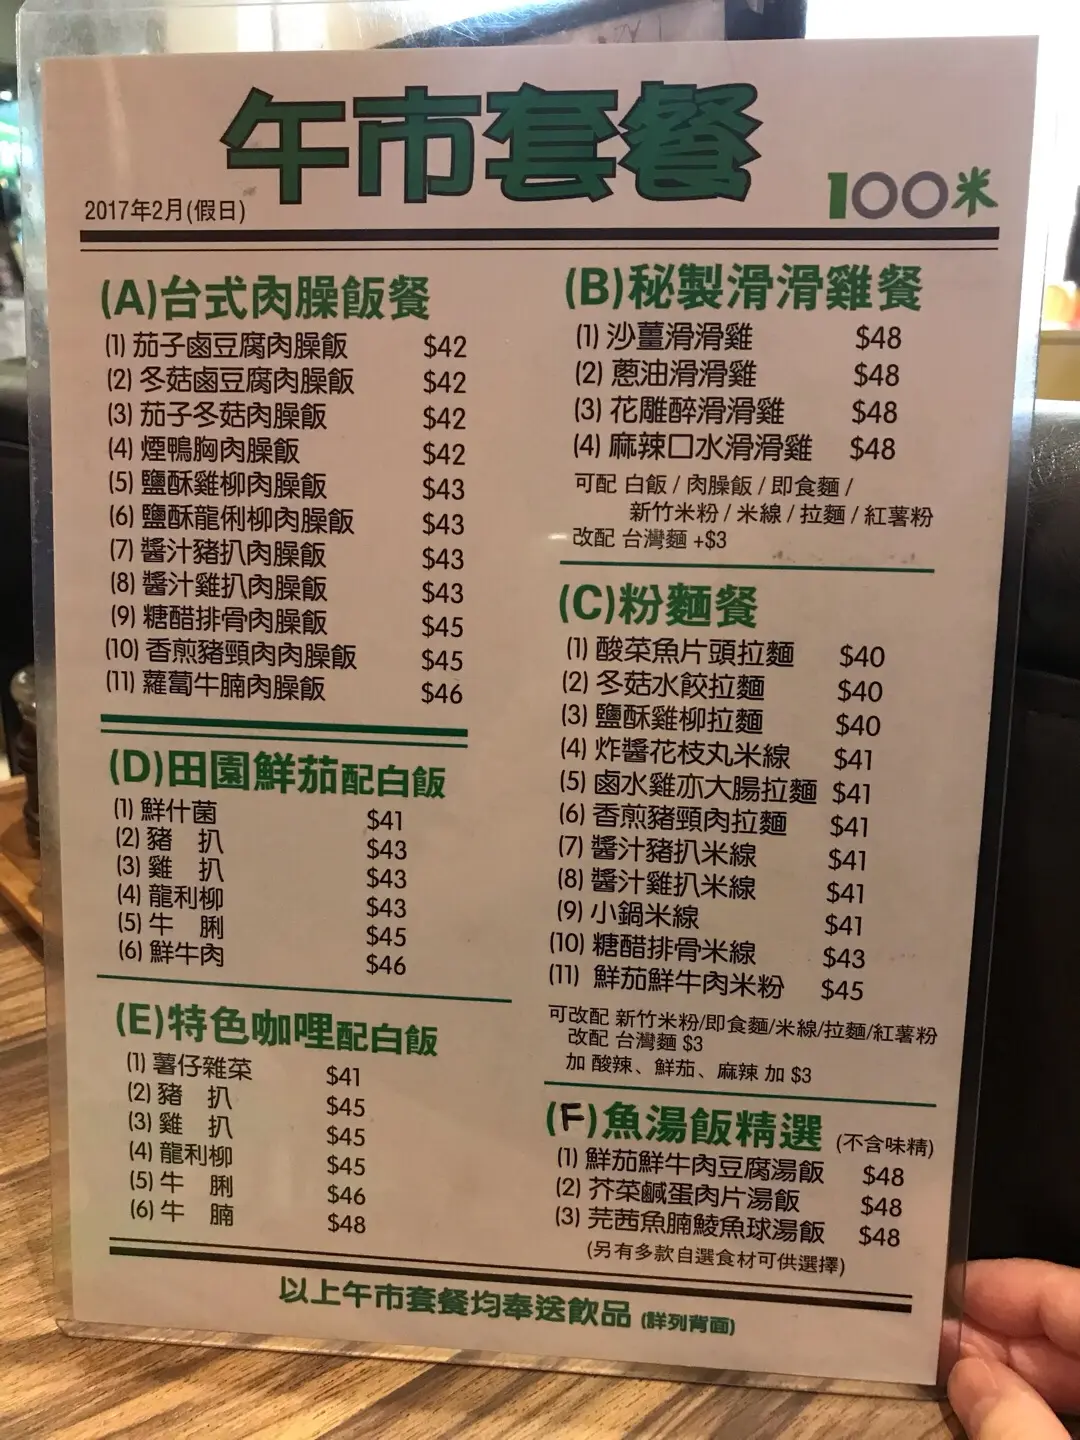 午市套餐
2017年2月(假日)
100米
(A)台式肉臊飯餐
(1) 茄子鹵豆腐肉臊飯 $42
(2) 冬菇鹵豆腐肉臊飯 $42
(3) 茄子冬菇肉臊飯 $42
(4) 煙鴨胸肉臊飯 $42
(5) 鹽酥雞柳肉臊飯 $43
(6) 鹽酥龍俐柳肉臊飯 $43
(7) 醬汁豬扒肉臊飯 $43
(8) 醬汁雞扒肉臊飯 $43
(9) 糖醋排骨肉臊飯 $45
(10) 香煎豬頸肉肉臊飯 $45
(11) 蘿蔔牛腩肉臊飯 $46
(D)田園鮮茄配白飯
(1) 鮮什菌 $41
(2) 豬 扒 $43
(3) 雞 扒 $43
(4) 龍利柳 $43
(5) 牛 脷 $45
(6) 鮮牛肉 $46
(E)特色咖哩配白飯
(1) 薯仔雜菜 $41
(2) 豬 扒 $45
(3) 雞 扒 $45
(4) 龍利柳 $45
(5) 牛 脷 $46
(6) 牛 腩 $48
(B)秘製滑滑雞餐
(1) 沙薑滑滑雞 $48
(2) 蔥油滑滑雞 $48
(3) 花雕醉滑滑雞 $48
(4) 麻辣口水滑滑雞 $48
可配 白飯 / 肉臊飯 / 即食麵 /
新竹米粉 / 米線 / 拉麵 / 紅薯粉
改配 台灣麵 +$3
(C)粉麵餐
(1) 酸菜魚片頭拉麵 $40
(2) 冬菇水餃拉麵 $40
(3) 鹽酥雞柳拉麵 $40
(4) 炸醬花枝丸米線 $41
(5) 鹵水雞亦大腸拉麵 $41
(6) 香煎豬頸肉拉麵 $41
(7) 醬汁豬扒米線 $41
(8) 醬汁雞扒米線 $41
(9) 小鍋米線 $41
(10) 糖醋排骨米線 $43
(11) 鮮茄鮮牛肉米粉 $45
可改配 新竹米粉/即食麵/米線/拉麵/紅薯粉
改配 台灣麵 $3
加 酸辣、鮮茄、麻辣 加 $3
(F)魚湯飯精選 (不含味精)
(1) 鮮茄鮮牛肉豆腐湯飯 $48
(2) 芥菜鹹蛋肉片湯飯 $48
(3) 芫茜魚腩鯪魚球湯飯 $48
(另有多款自選食材可供選擇)
以上午市套餐均奉送飲品 (詳列背面)